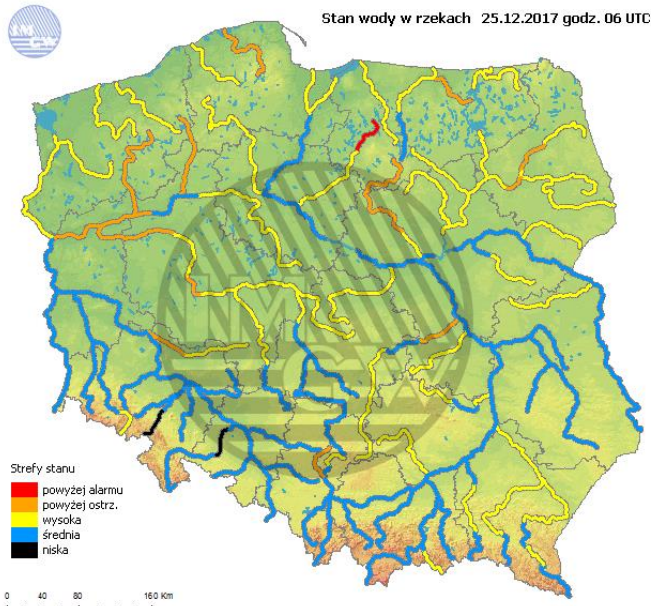 Stan wody w rzekach 25.12.2017 godz. 06 UTC
IMGW
Strefy stanu
powyżej alarmu
powyżej ostrz.
wysoka
średnia
niska
0 40 80 160 Km